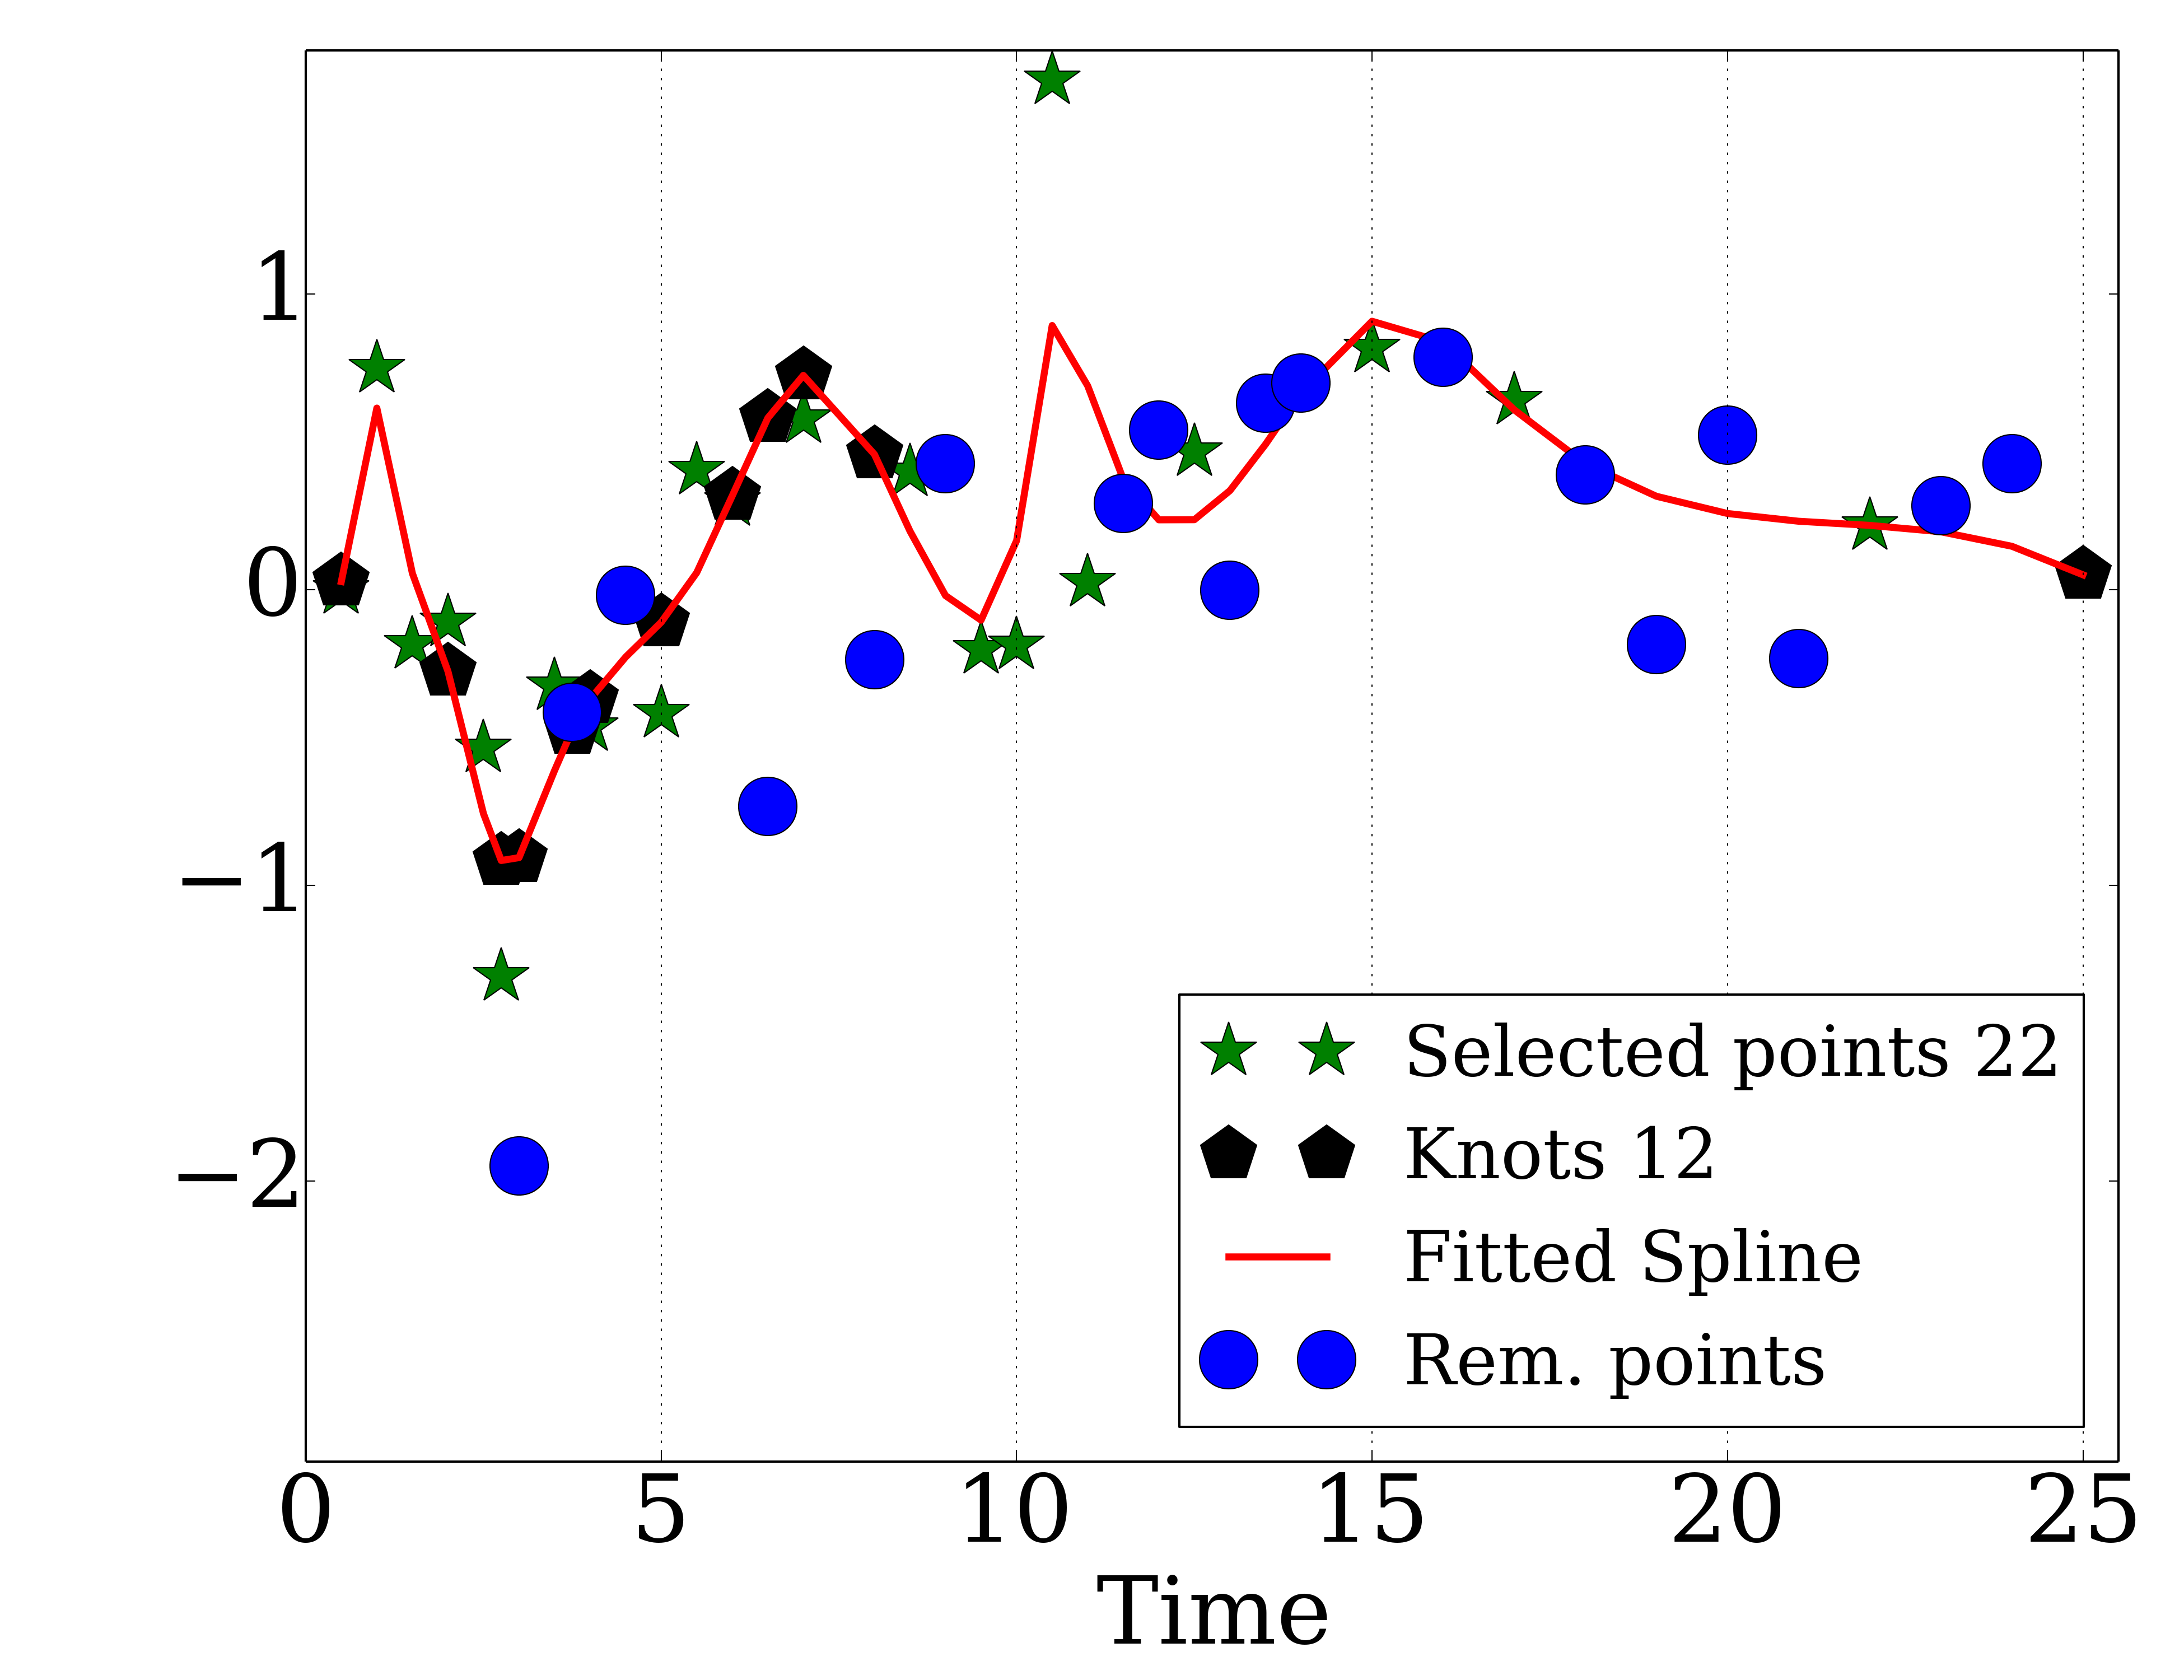 1
0
−1
−2
Selected points 22
Knots 12
Fitted Spline
Rem. points
0 5 10 15 20 25
Time